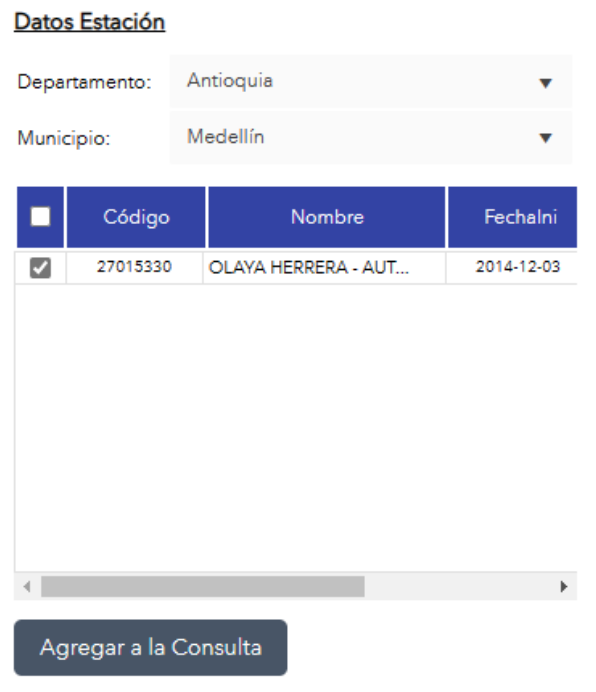 Datos Estación
Departamento: Antioquia
Municipio: Medellín
Código Nombre FechaIni
27015330 OLAYA HERRERA - AUT... 2014-12-03
Agregar a la Consulta